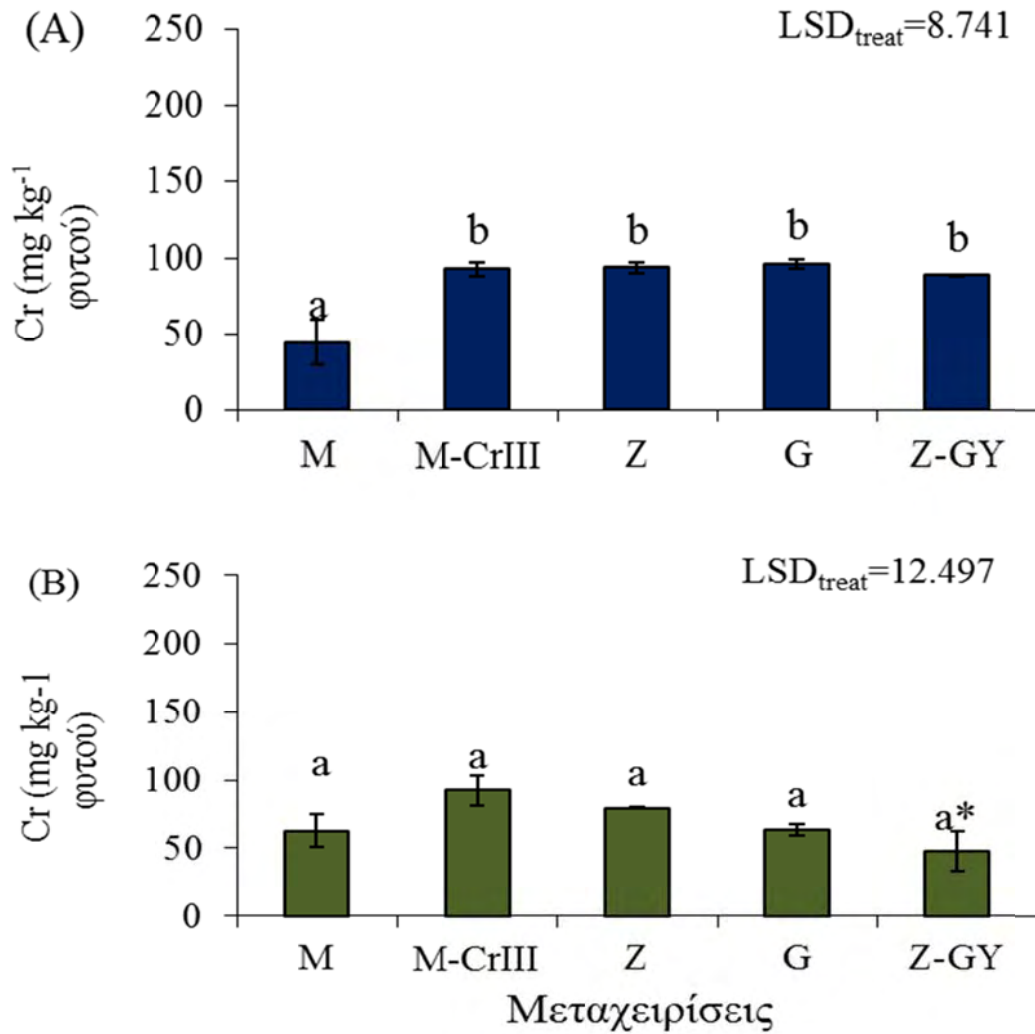 (A)
LSDtreat=8.741
Cr (mg kg-1
φυτού)
250
200
150
100
50
0
a
b
b
b
b
M
M-CrIII
Z
G
Z-GY
(B)
LSDtreat=12.497
Cr (mg kg-1
φυτού)
250
200
150
100
50
0
a
a
a
a
a*
M
M-CrIII
Z
G
Z-GY
Μεταχειρίσεις